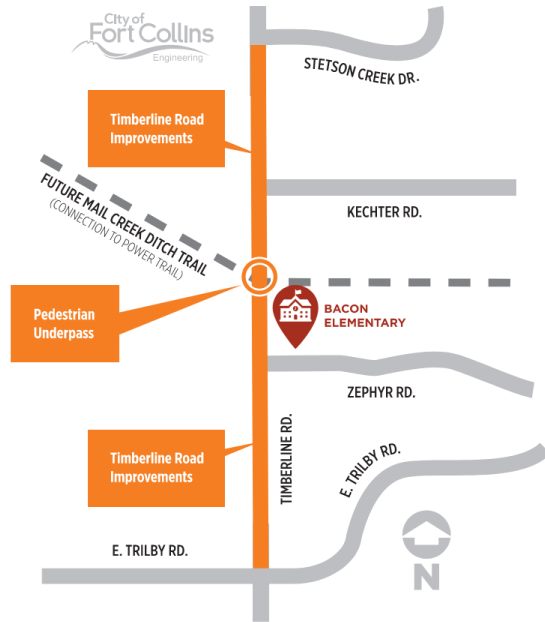 City of
Fort Collins
Engineering
STETSON CREEK DR.
Timberline Road
Improvements
FUTURE MAIL CREEK DITCH TRAIL
(CONNECTION TO POWER TRAIL)
KECHTER RD.
Pedestrian
Underpass
BACON
ELEMENTARY
ZEPHYR RD.
TIMBERLINE RD.
Timberline Road
Improvements
E. TRILBY RD.
E. TRILBY RD.
N